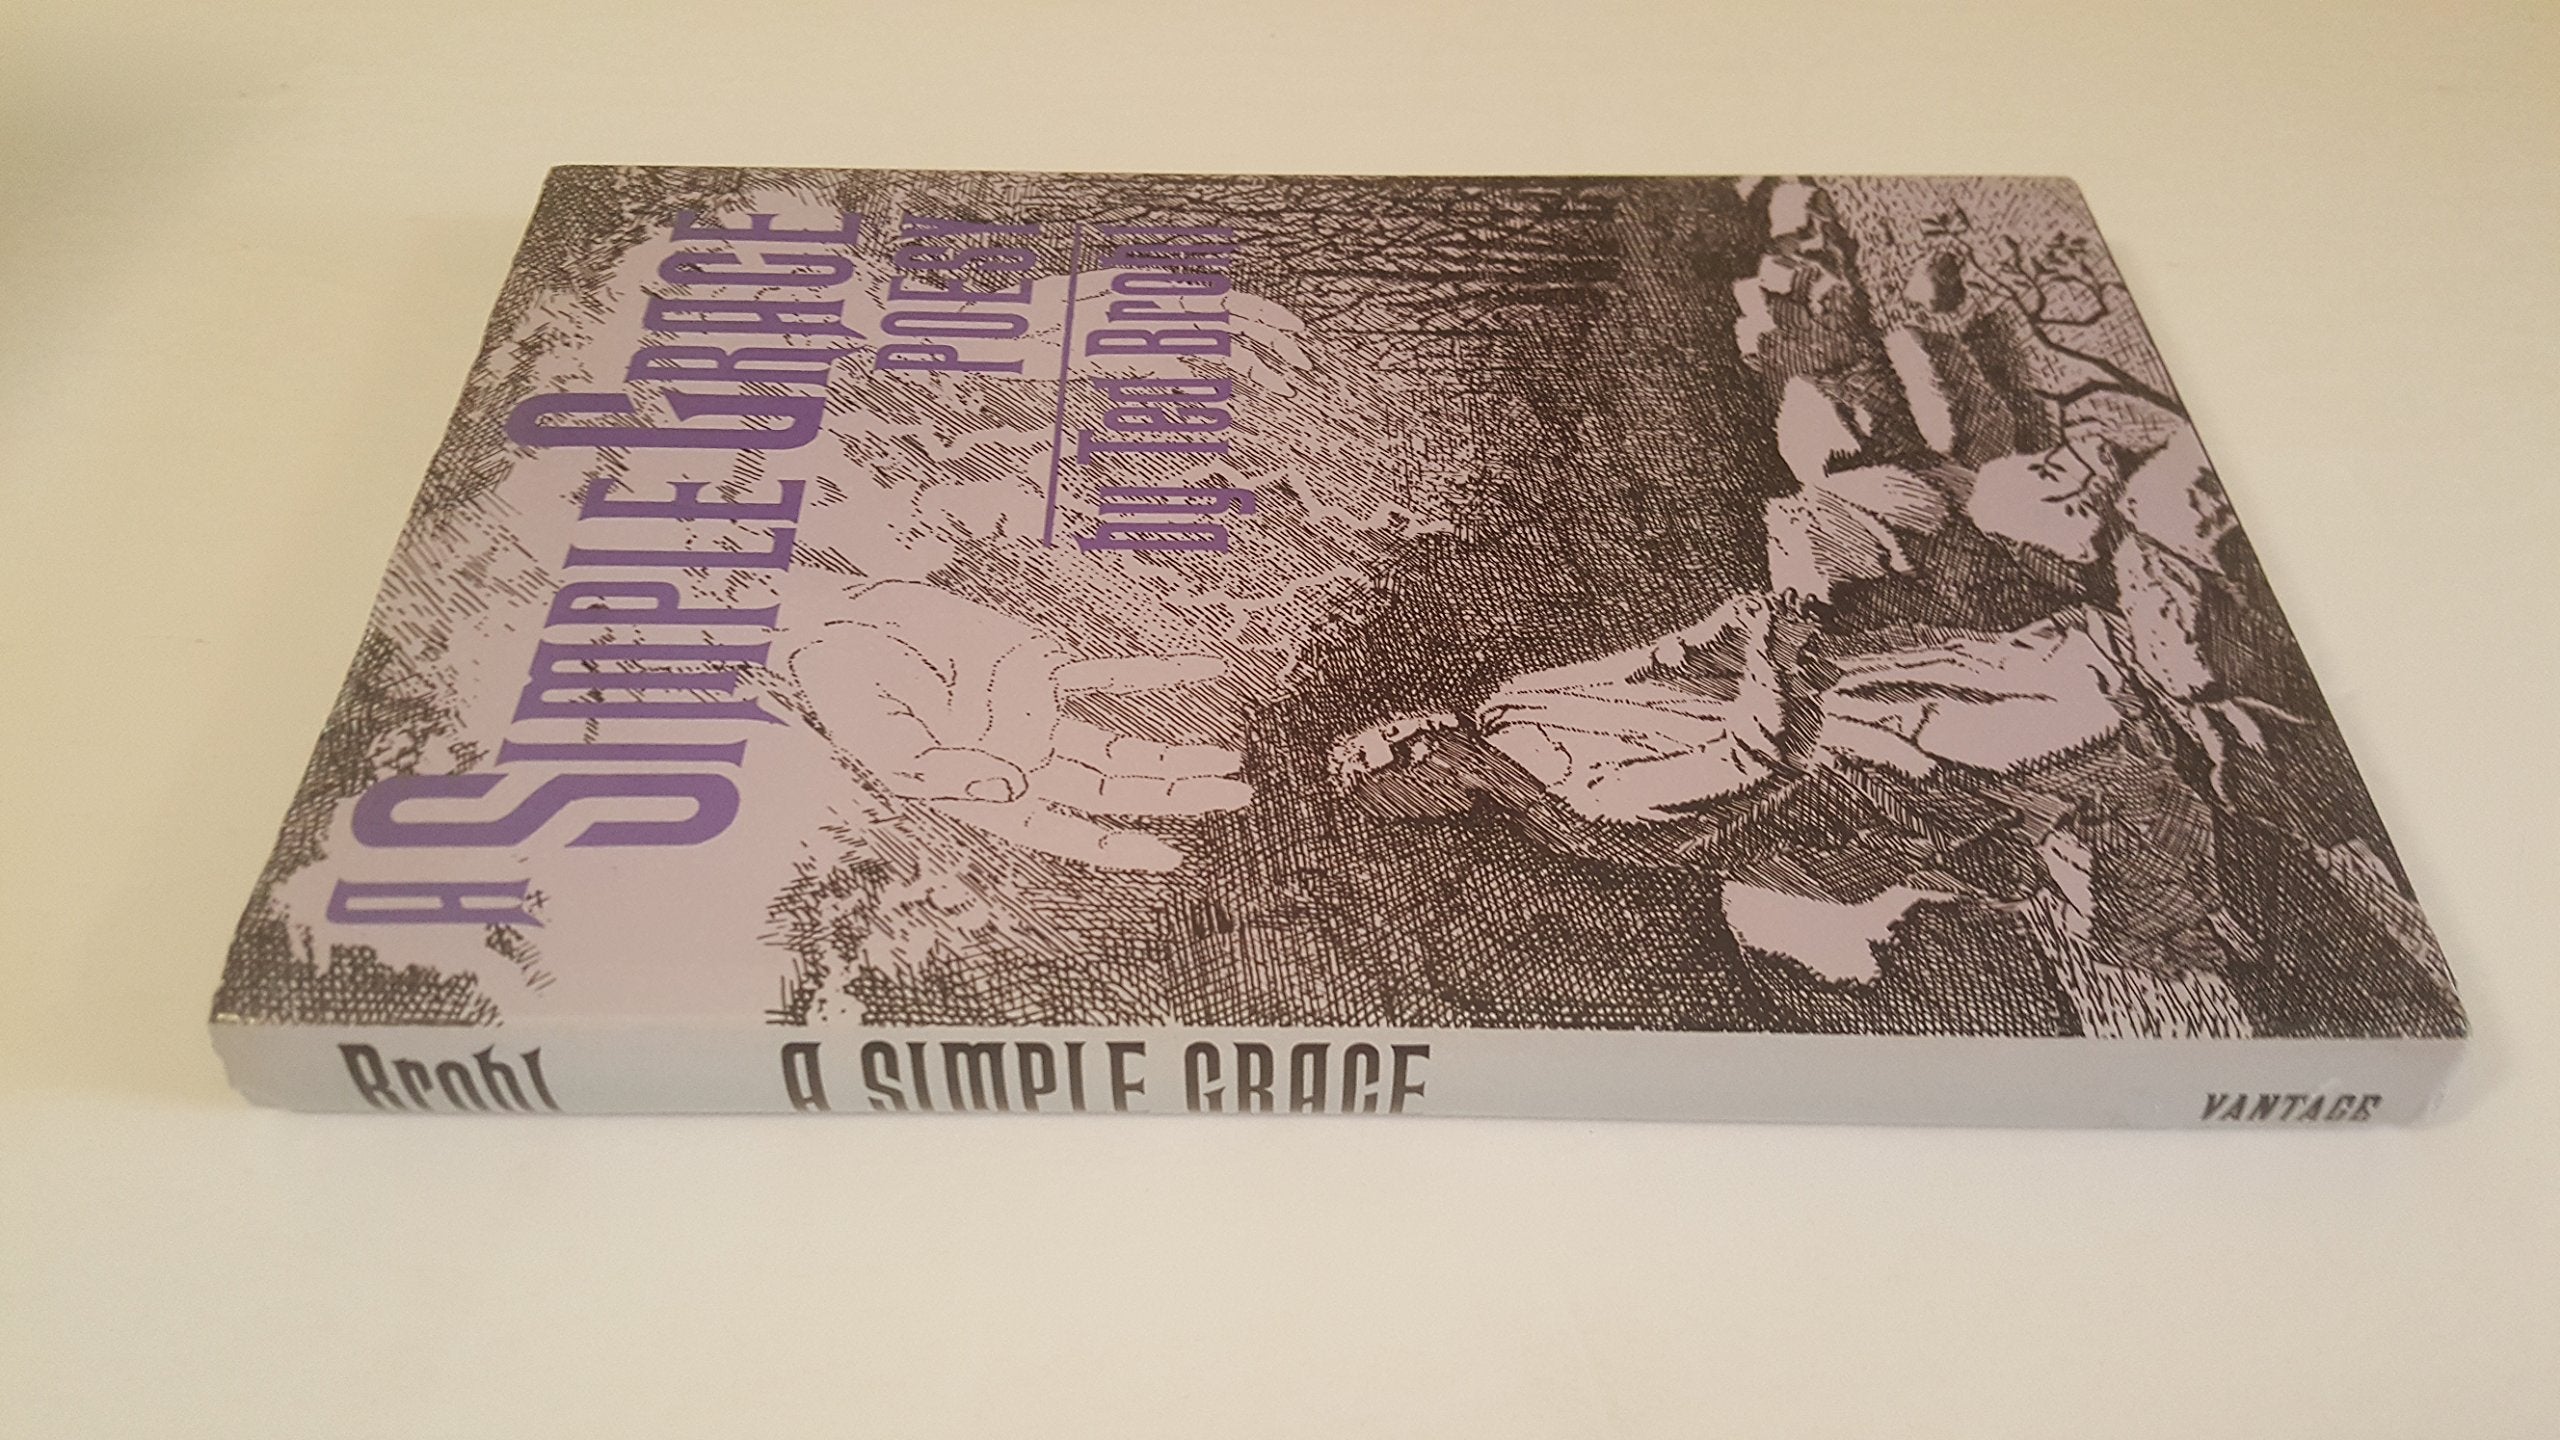 A SIMPLE GRACE
POESY
by Ted Brohl
Brohl A SIMPLE GRACE VANTAGE